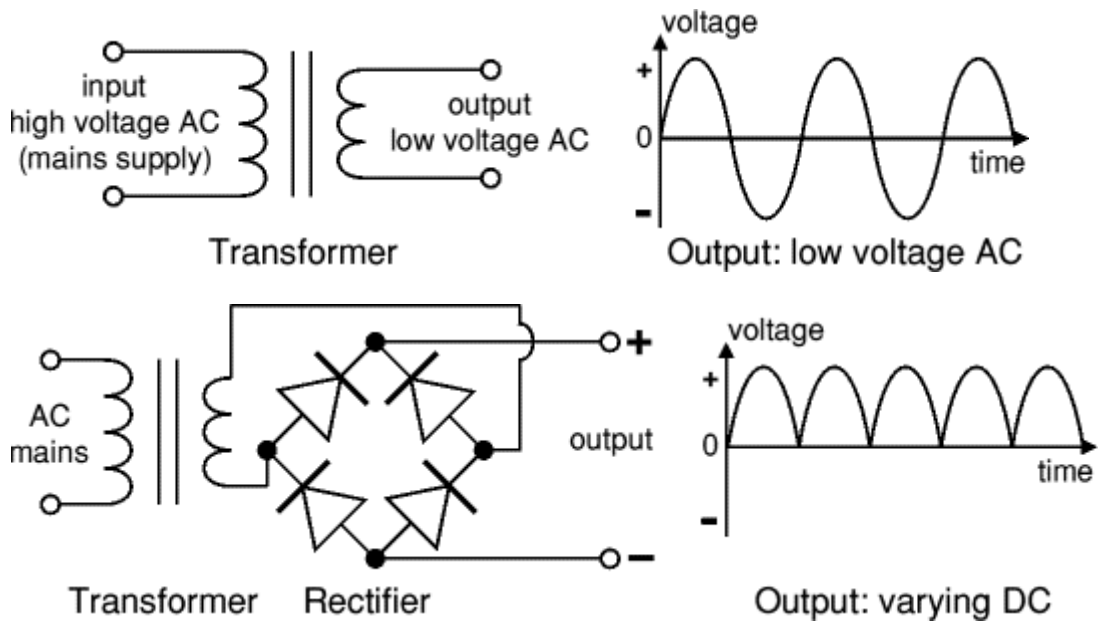 input
high voltage AC
(mains supply)
output
low voltage AC
Transformer
voltage
+
0
-
time
Output: low voltage AC
AC
mains
Transformer
Rectifier
+
output
−
voltage
+
0
-
time
Output: varying DC